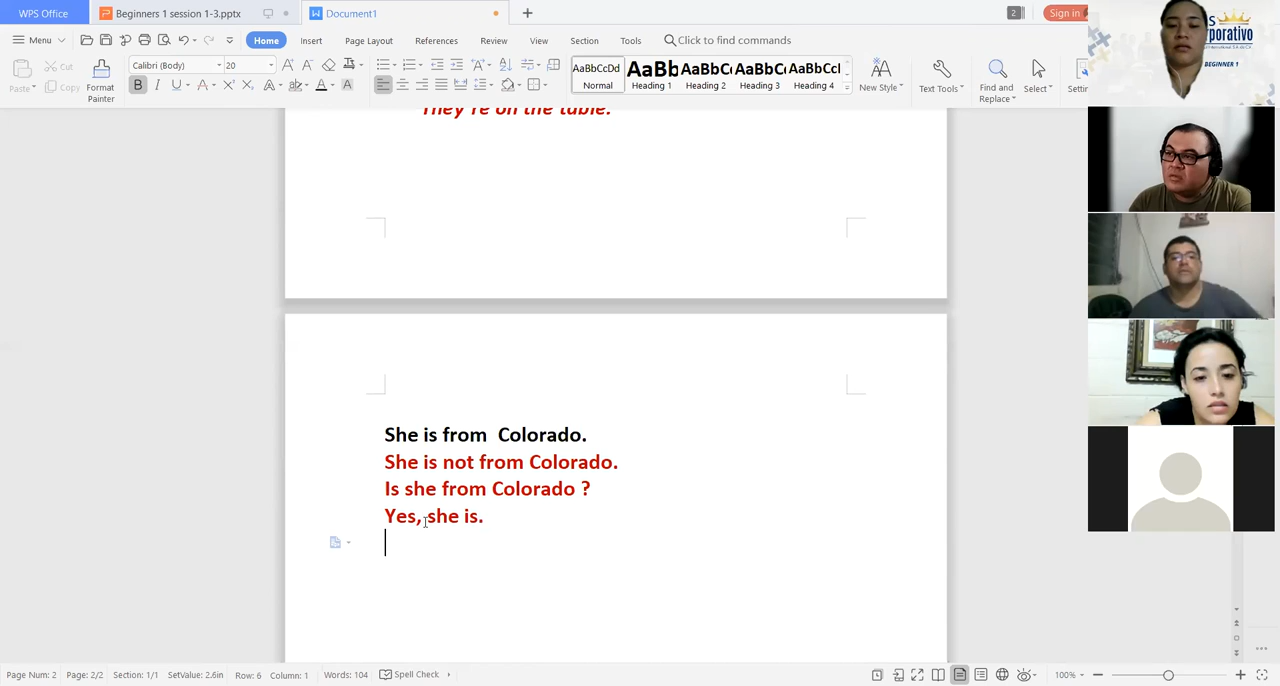 WPS Office
Beginners 1 session 1-3.pptx
Document1
2
Sign in
Menu
Home
Insert
Page Layout
References
Review
View
Section
Tools
Click to find commands
Paste
Cut
Copy
Format Painter
Calibri (Body)
20
AaBbCcDd
Normal
AaBb
Heading 1
AaBbC
Heading 2
AaBbC
Heading 3
AaBbCcl
Heading 4
New Style
Text Tools
Find and Replace
Select
BEGINNER 1
They're on the table.
She is from  Colorado.
She is not from Colorado.
Is she from Colorado ?
Yes, she is.
Page Num: 2
Page: 2/2
Section: 1/1
SetValue: 2.6in
Row: 6
Column: 1
Words: 104
Spell Check
100%